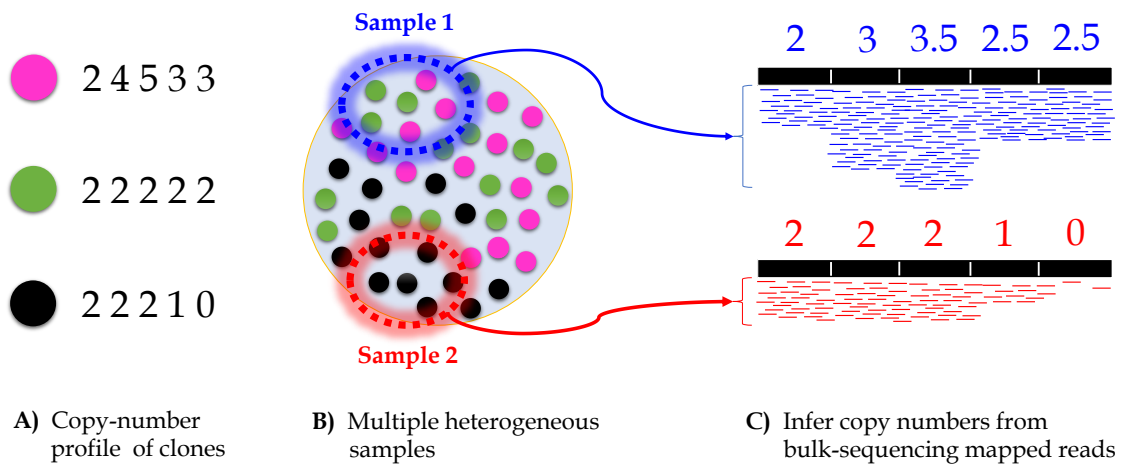 Sample 1
2 3 3.5 2.5 2.5
2 4 5 3 3
2 2 2 2 2
2 2 2 1 0
2 2 2 1 0
Sample 2
A) Copy-number
profile of clones
B) Multiple heterogeneous
samples
C) Infer copy numbers from
bulk-sequencing mapped reads